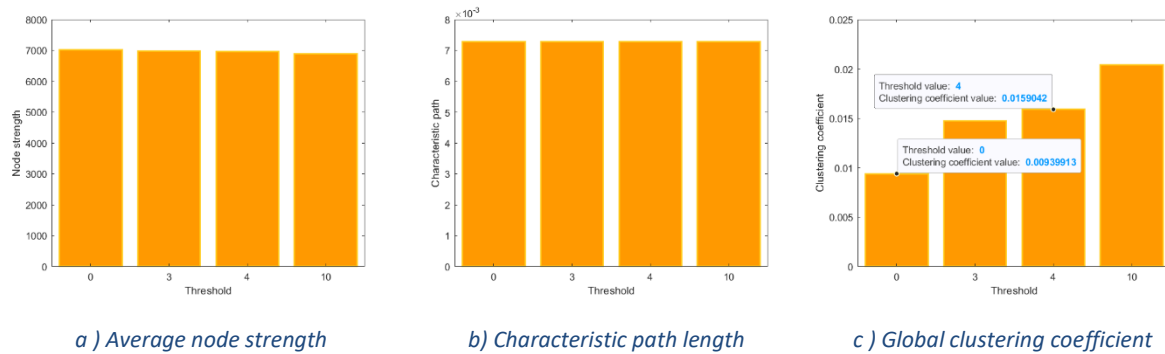 8000
7000
6000
5000
4000
3000
2000
1000
0
Node strength
0 3 4 10
Threshold
a ) Average node strength
×10⁻³
8
7
6
5
4
3
2
1
0
Characteristic path
0 3 4 10
Threshold
b) Characteristic path length
0.025
0.02
0.015
0.01
0.005
0
Clustering coefficient
Threshold value: 4
Clustering coefficient value: 0.0159042
Threshold value: 0
Clustering coefficient value: 0.00939913
0 3 4 10
Threshold
c ) Global clustering coefficient